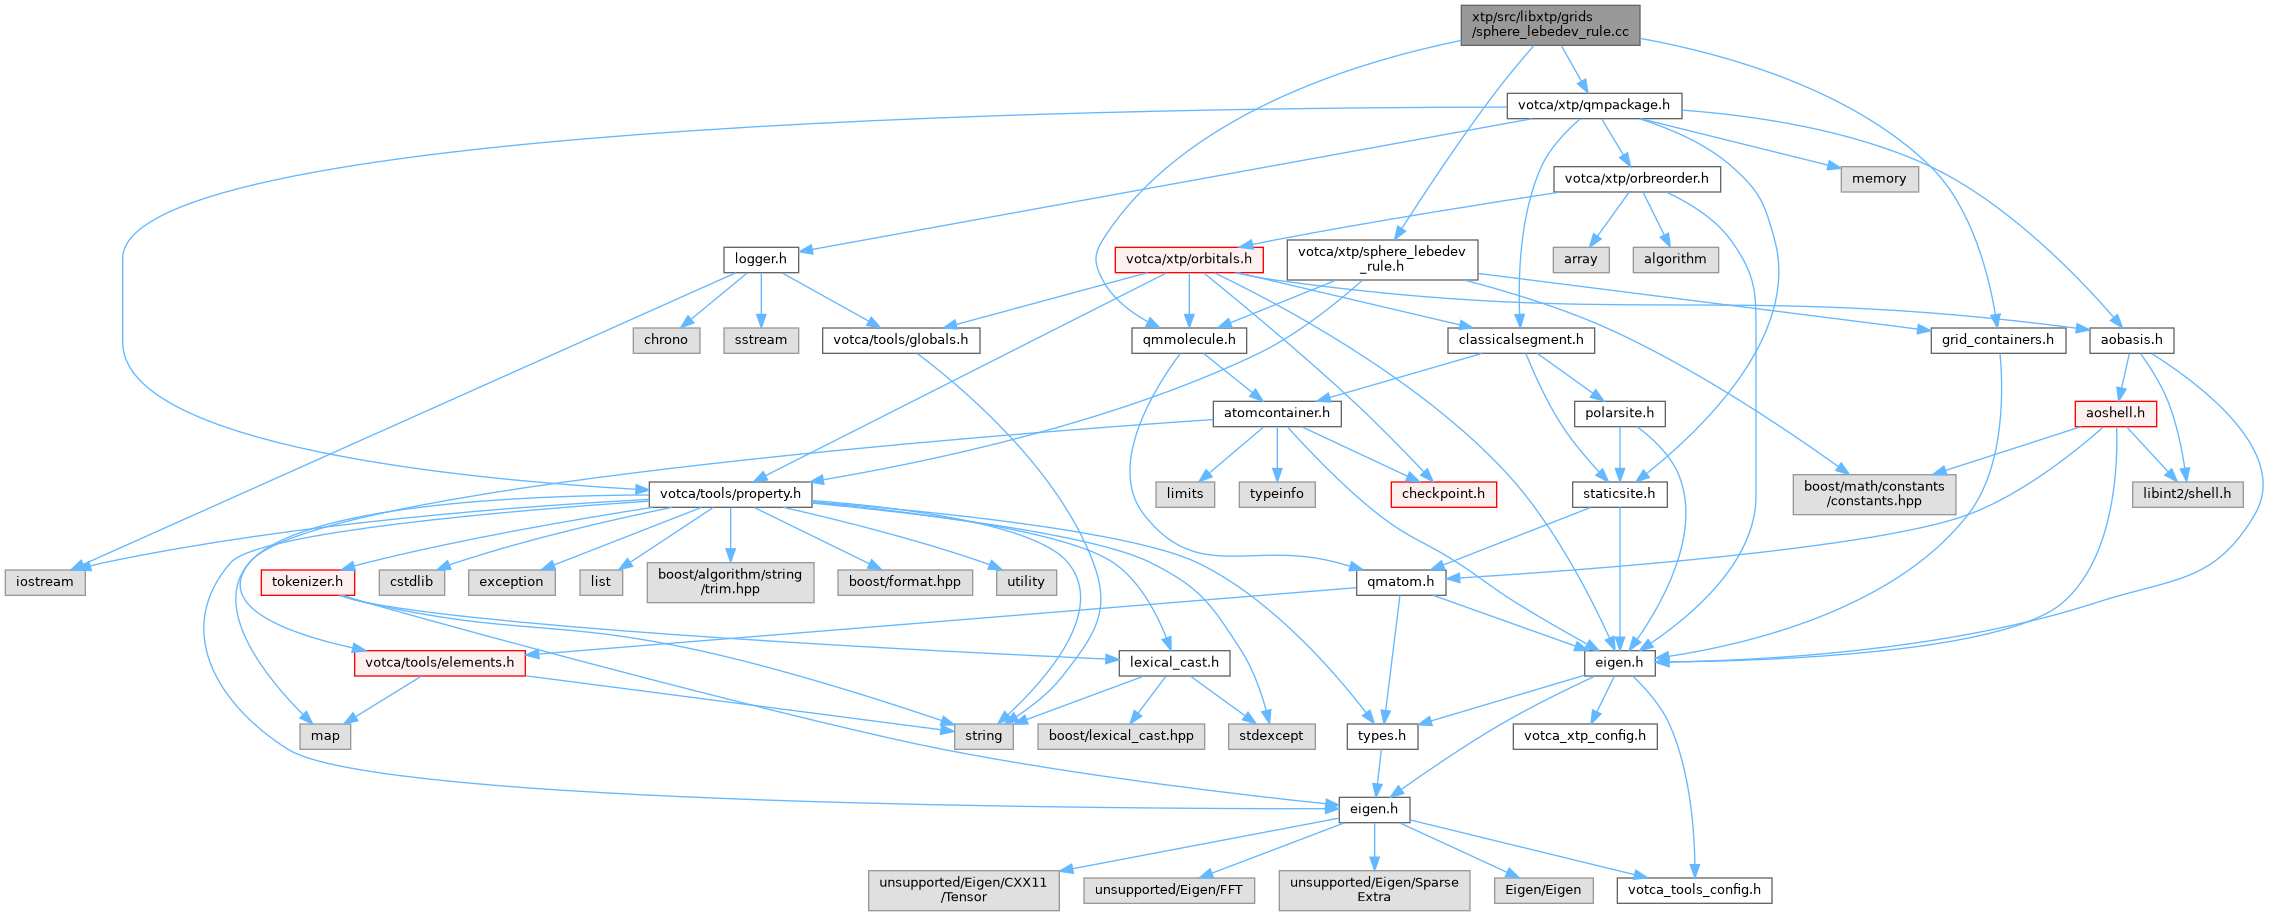 xtp/src/libxtp/grids
/sphere_lebedev_rule.cc
votca/xtp/qmpackage.h
votca/xtp/orbreorder.h
memory
logger.h
votca/xtp/orbitals.h
votca/xtp/sphere_lebedev
_rule.h
array
algorithm
chrono
sstream
votca/tools/globals.h
qmmolecule.h
classicalsegment.h
grid_containers.h
aobasis.h
atomcontainer.h
polarsite.h
aoshell.h
votca/tools/property.h
limits
typeinfo
checkpoint.h
staticsite.h
boost/math/constants
/constants.hpp
libint2/shell.h
iostream
tokenizer.h
cstdlib
exception
list
boost/algorithm/string
/trim.hpp
boost/format.hpp
utility
qmatom.h
votca/tools/elements.h
lexical_cast.h
eigen.h
map
string
boost/lexical_cast.hpp
stdexcept
types.h
votca_xtp_config.h
eigen.h
unsupported/Eigen/CXX11
/Tensor
unsupported/Eigen/FFT
unsupported/Eigen/Sparse
Extra
Eigen/Eigen
votca_tools_config.h